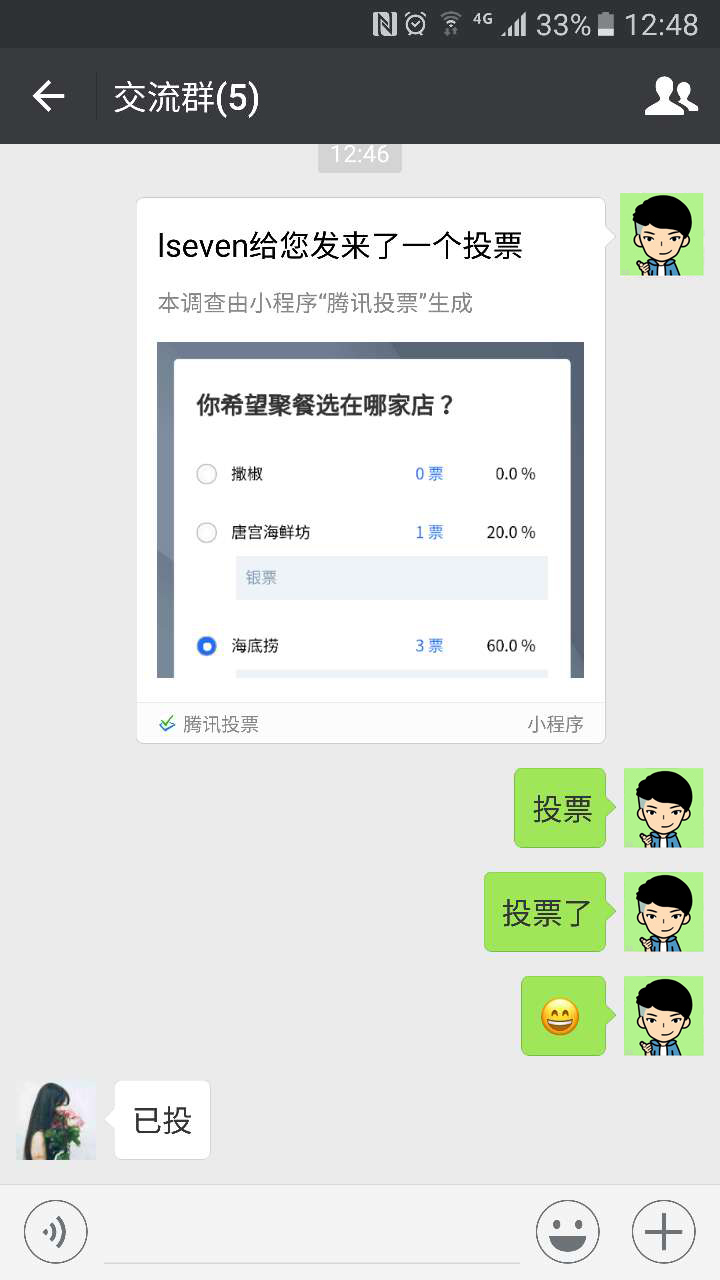 4G 33% 12:48
交流群(5)
12:46
lseven给您发来了一个投票
本调查由小程序“腾讯投票”生成
你希望聚餐选在哪家店？
撒椒 0 票 0.0 %
唐宫海鲜坊 1 票 20.0 %
银票
海底捞 3 票 60.0 %
腾讯投票 小程序
投票
投票了
已投